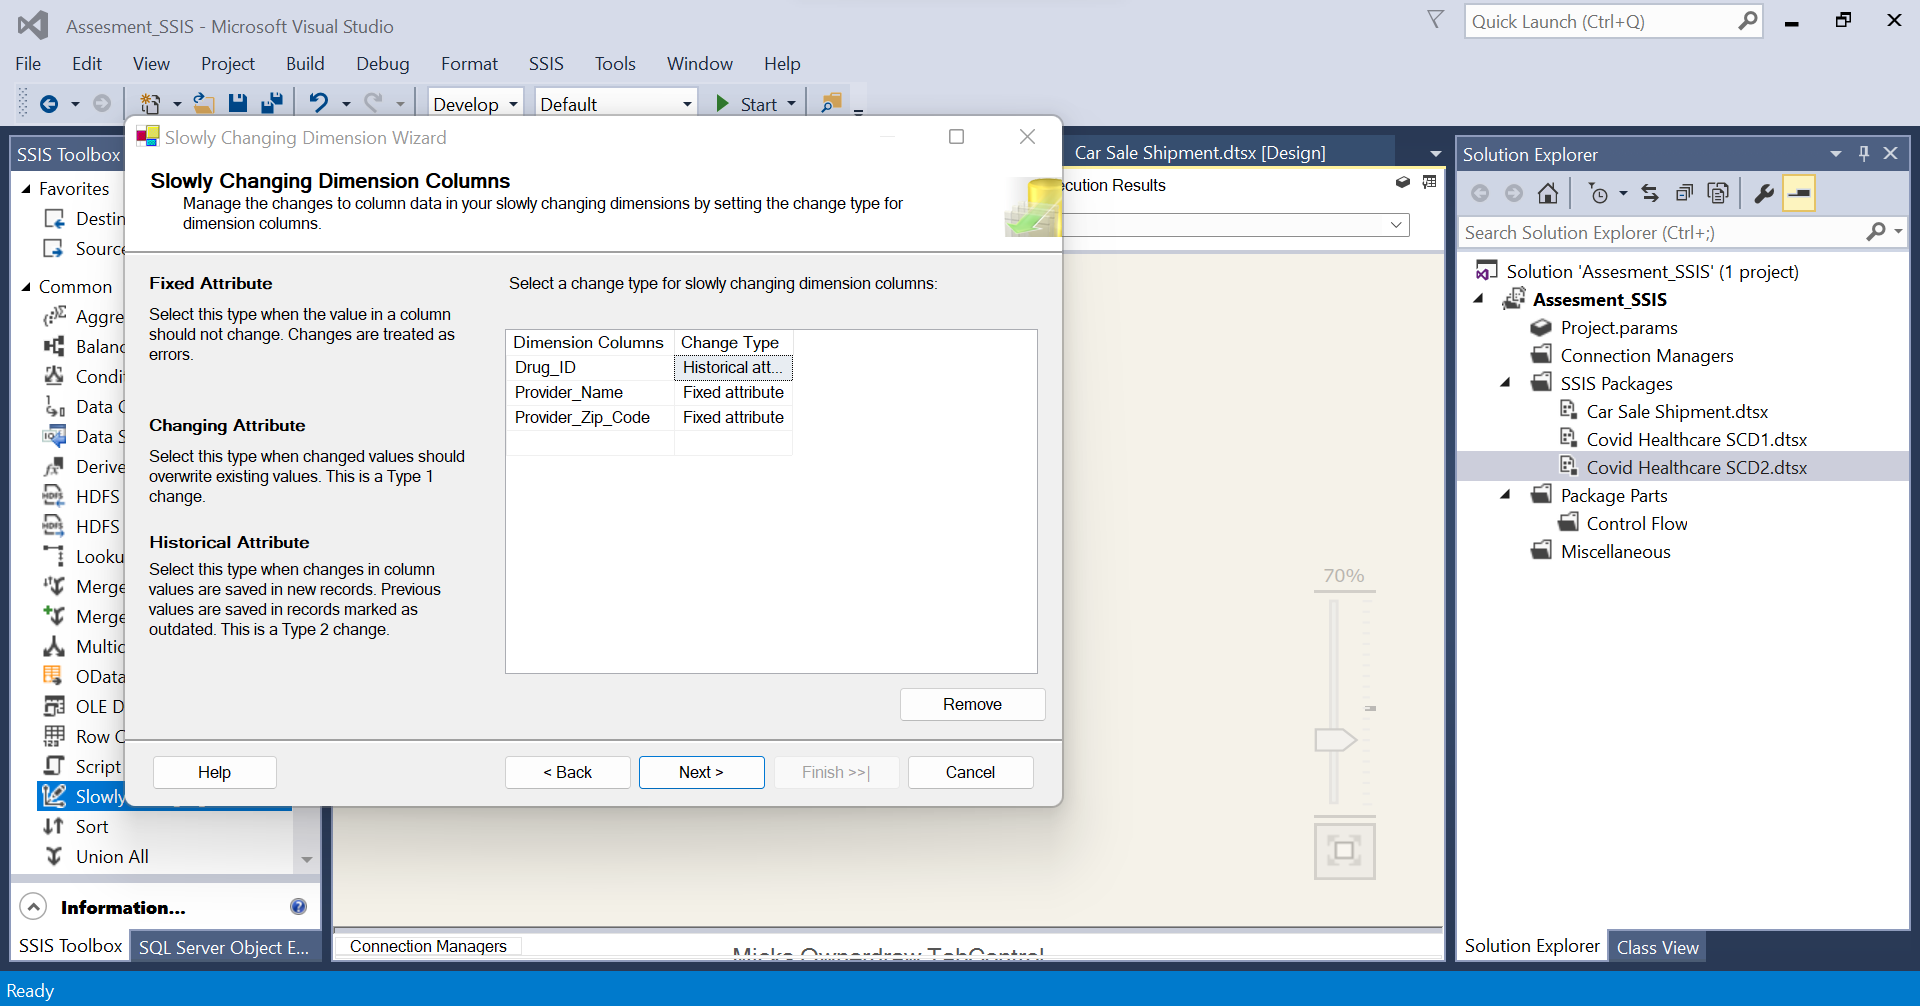 Assesment_SSIS - Microsoft Visual Studio
Quick Launch (Ctrl+Q)
File Edit View Project Build Debug Format SSIS Tools Window Help
Develop Default Start
SSIS Toolbox
Favorites
Destin
Source
Common
Aggre
Balanc
Condi
Data C
Data S
Derive
HDFS
HDFS
Looku
Merge
Merge
Multic
OData
OLE D
Row C
Script
Slowly
Sort
Union All
Information...
SSIS Toolbox SQL Server Object E...
Slowly Changing Dimension Wizard
Slowly Changing Dimension Columns
Manage the changes to column data in your slowly changing dimensions by setting the change type for
dimension columns.
Fixed Attribute
Select this type when the value in a column
should not change. Changes are treated as
errors.
Changing Attribute
Select this type when changed values should
overwrite existing values. This is a Type 1
change.
Historical Attribute
Select this type when changes in column
values are saved in new records. Previous
values are saved in records marked as
outdated. This is a Type 2 change.
Select a change type for slowly changing dimension columns:
Dimension Columns Change Type
Drug_ID Historical att...
Provider_Name Fixed attribute
Provider_Zip_Code Fixed attribute
Remove
Help < Back Next > Finish >>| Cancel
Car Sale Shipment.dtsx [Design]
ecution Results
70%
Connection Managers
Micks Ownerdraw TabControl
Solution Explorer
Search Solution Explorer (Ctrl+;)
Solution 'Assesment_SSIS' (1 project)
Assesment_SSIS
Project.params
Connection Managers
SSIS Packages
Car Sale Shipment.dtsx
Covid Healthcare SCD1.dtsx
Covid Healthcare SCD2.dtsx
Package Parts
Control Flow
Miscellaneous
Solution Explorer Class View
Ready